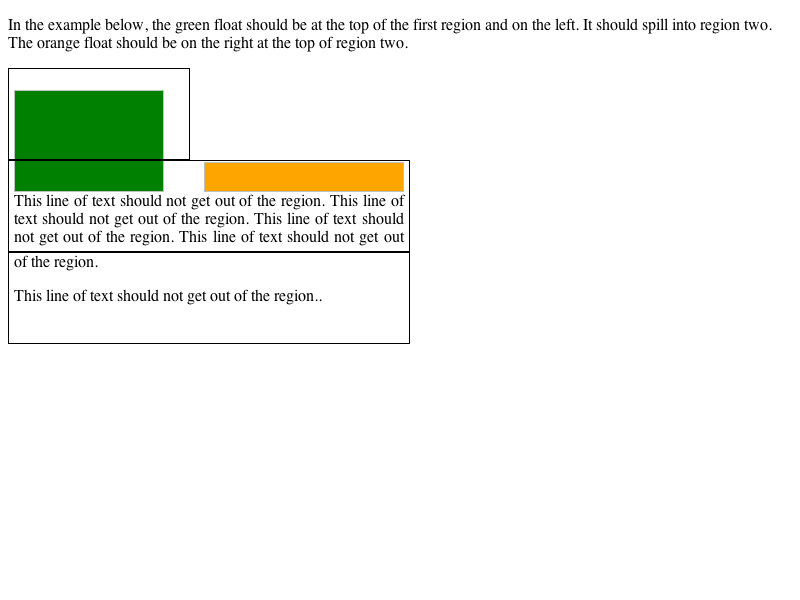 In the example below, the green float should be at the top of the first region and on the left. It should spill into region two.
The orange float should be on the right at the top of region two.
This line of text should not get out of the region. This line of
text should not get out of the region. This line of text should
not get out of the region. This line of text should not get out
of the region.
This line of text should not get out of the region..